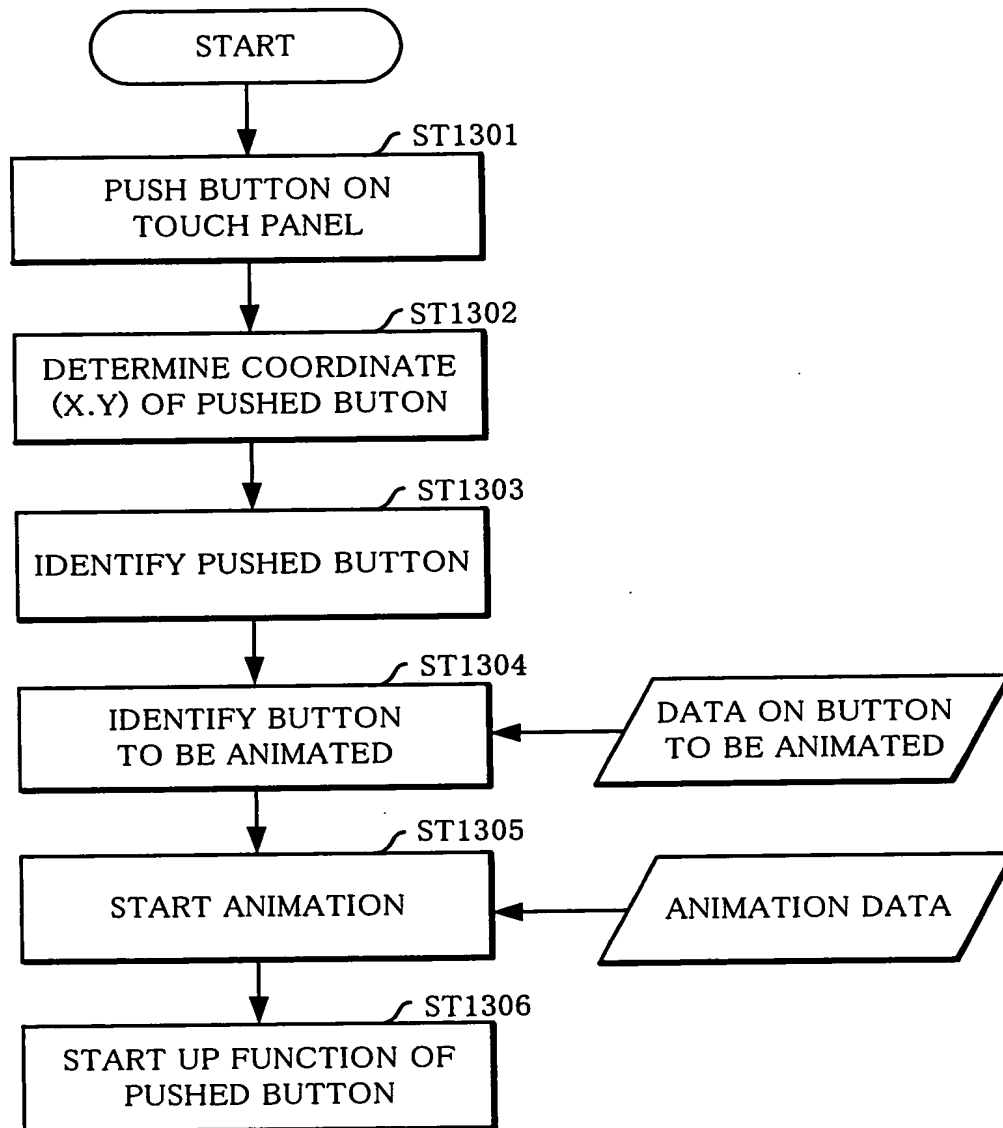 START
ST1301
PUSH BUTTON ON
TOUCH PANEL
ST1302
DETERMINE COORDINATE
(X.Y) OF PUSHED BUTON
ST1303
IDENTIFY PUSHED BUTTON
ST1304
IDENTIFY BUTTON
TO BE ANIMATED
DATA ON BUTTON
TO BE ANIMATED
ST1305
START ANIMATION
ANIMATION DATA
ST1306
START UP FUNCTION OF
PUSHED BUTTON